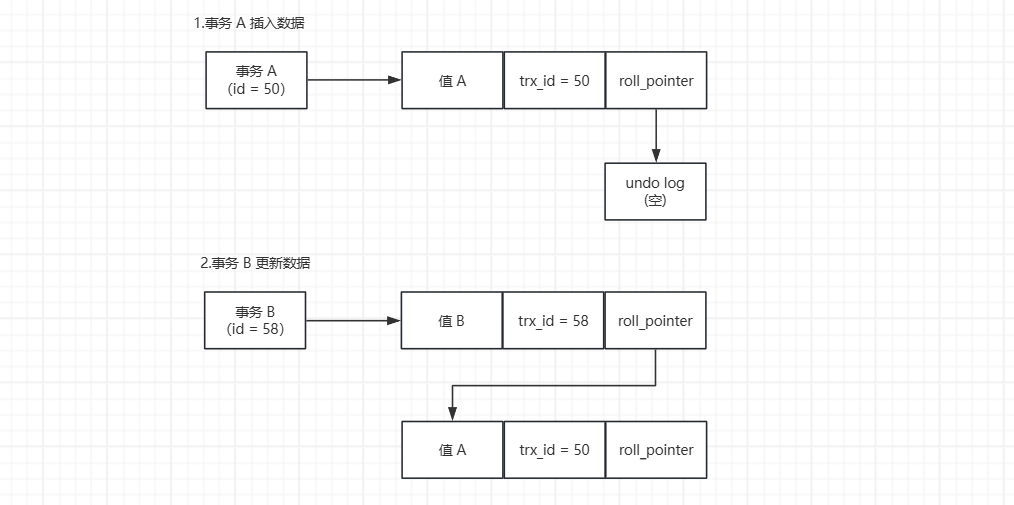 1.事务 A 插入数据
事务 A
（id = 50）
值 A
trx_id = 50
roll_pointer
undo log
(空)
2.事务 B 更新数据
事务 B
（id = 58）
值 B
trx_id = 58
roll_pointer
值 A
trx_id = 50
roll_pointer